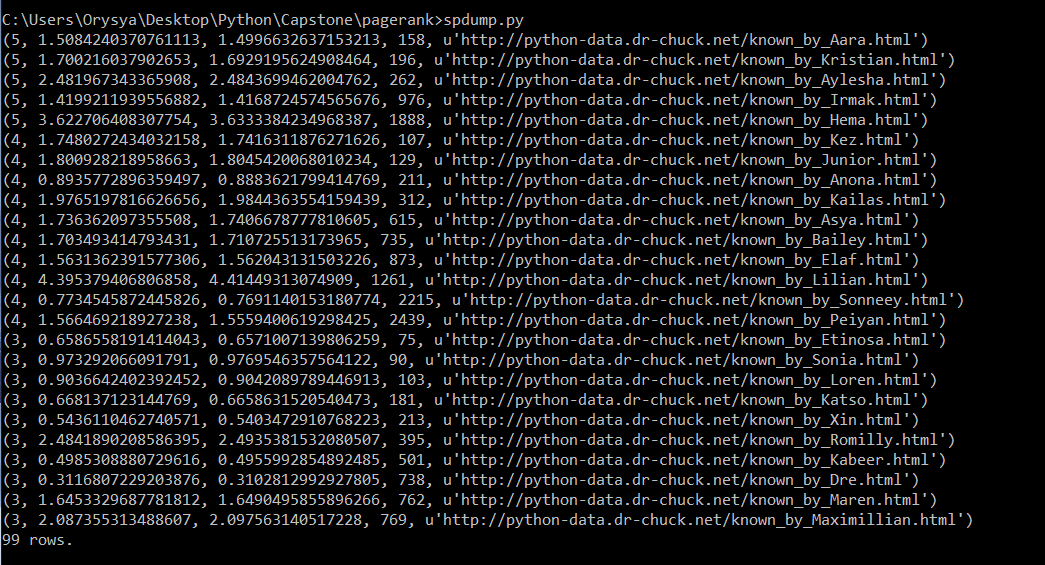 C:\Users\Orysya\Desktop\Python\Capstone\pagerank>spdump.py
(5, 1.5084240370761113, 1.4996632637153213, 158, u'http://python-data.dr-chuck.net/known_by_Aara.html')
(5, 1.700216037902653, 1.6929195624908464, 196, u'http://python-data.dr-chuck.net/known_by_Kristian.html')
(5, 2.481967343365908, 2.4843699462004762, 262, u'http://python-data.dr-chuck.net/known_by_Aylesha.html')
(5, 1.4199211939556882, 1.4168724574565676, 976, u'http://python-data.dr-chuck.net/known_by_Irmak.html')
(5, 3.622706408307754, 3.6333384234968387, 1888, u'http://python-data.dr-chuck.net/known_by_Hema.html')
(4, 1.7480272434032158, 1.7416311876271626, 107, u'http://python-data.dr-chuck.net/known_by_Kez.html')
(4, 1.800928218958663, 1.8045420068010234, 129, u'http://python-data.dr-chuck.net/known_by_Junior.html')
(4, 0.8935772896359497, 0.8883621799414769, 211, u'http://python-data.dr-chuck.net/known_by_Anona.html')
(4, 1.9765197816626656, 1.9844363554159439, 312, u'http://python-data.dr-chuck.net/known_by_Kailas.html')
(4, 1.736362097355508, 1.7406678777810605, 615, u'http://python-data.dr-chuck.net/known_by_Asya.html')
(4, 1.703493414793431, 1.710725513173965, 735, u'http://python-data.dr-chuck.net/known_by_Bailey.html')
(4, 1.5631362391577306, 1.562043131503226, 873, u'http://python-data.dr-chuck.net/known_by_Elaf.html')
(4, 4.395379406806858, 4.41449313074909, 1261, u'http://python-data.dr-chuck.net/known_by_Lilian.html')
(4, 0.7734545872445826, 0.7691140153180774, 2215, u'http://python-data.dr-chuck.net/known_by_Sonneey.html')
(4, 1.566469218927238, 1.5559400619298425, 2439, u'http://python-data.dr-chuck.net/known_by_Peiyan.html')
(3, 0.6586558191414043, 0.6571007139806259, 75, u'http://python-data.dr-chuck.net/known_by_Etinosa.html')
(3, 0.973292066091791, 0.9769546357564122, 90, u'http://python-data.dr-chuck.net/known_by_Sonia.html')
(3, 0.9036642402392452, 0.9042089789446913, 103, u'http://python-data.dr-chuck.net/known_by_Loren.html')
(3, 0.668137123144769, 0.6658631520540473, 181, u'http://python-data.dr-chuck.net/known_by_Katso.html')
(3, 0.5436110462740571, 0.5403472910768223, 213, u'http://python-data.dr-chuck.net/known_by_Xin.html')
(3, 2.4841890208586395, 2.4935381532080507, 395, u'http://python-data.dr-chuck.net/known_by_Romilly.html')
(3, 0.4985308880729616, 0.4955992854892485, 501, u'http://python-data.dr-chuck.net/known_by_Kabeer.html')
(3, 0.3116807229203876, 0.3102812992927805, 738, u'http://python-data.dr-chuck.net/known_by_Dre.html')
(3, 1.6453329687781812, 1.6490495855896266, 762, u'http://python-data.dr-chuck.net/known_by_Maren.html')
(3, 2.087355313488607, 2.097563140517228, 769, u'http://python-data.dr-chuck.net/known_by_Maximillian.html')
99 rows.